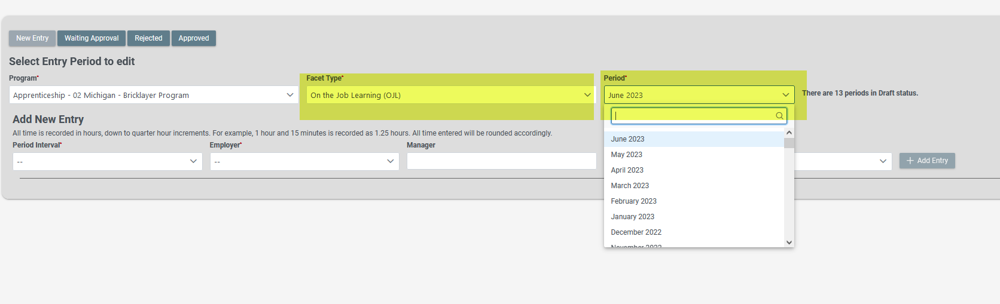 New Entry Waiting Approval Rejected Approved
Select Entry Period to edit
Program* Facet Type* Period*
Apprenticeship - 02 Michigan - Bricklayer Program On the Job Learning (OJL) June 2023 There are 13 periods in Draft status.
Add New Entry
All time is recorded in hours, down to quarter hour increments. For example, 1 hour and 15 minutes is recorded as 1.25 hours. All time entered will be rounded accordingly.
Period Interval* Employer* Manager
-- -- + Add Entry
June 2023
May 2023
April 2023
March 2023
February 2023
January 2023
December 2022
November 2022